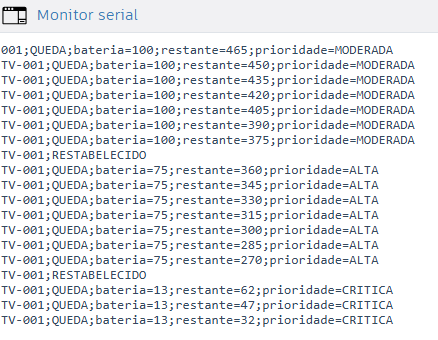 Monitor serial
001;QUEDA;bateria=100;restante=465;prioridade=MODERADA
TV-001;QUEDA;bateria=100;restante=450;prioridade=MODERADA
TV-001;QUEDA;bateria=100;restante=435;prioridade=MODERADA
TV-001;QUEDA;bateria=100;restante=420;prioridade=MODERADA
TV-001;QUEDA;bateria=100;restante=405;prioridade=MODERADA
TV-001;QUEDA;bateria=100;restante=390;prioridade=MODERADA
TV-001;QUEDA;bateria=100;restante=375;prioridade=MODERADA
TV-001;RESTABELECIDO
TV-001;QUEDA;bateria=75;restante=360;prioridade=ALTA
TV-001;QUEDA;bateria=75;restante=345;prioridade=ALTA
TV-001;QUEDA;bateria=75;restante=330;prioridade=ALTA
TV-001;QUEDA;bateria=75;restante=315;prioridade=ALTA
TV-001;QUEDA;bateria=75;restante=300;prioridade=ALTA
TV-001;QUEDA;bateria=75;restante=285;prioridade=ALTA
TV-001;QUEDA;bateria=75;restante=270;prioridade=ALTA
TV-001;RESTABELECIDO
TV-001;QUEDA;bateria=13;restante=62;prioridade=CRITICA
TV-001;QUEDA;bateria=13;restante=47;prioridade=CRITICA
TV-001;QUEDA;bateria=13;restante=32;prioridade=CRITICA